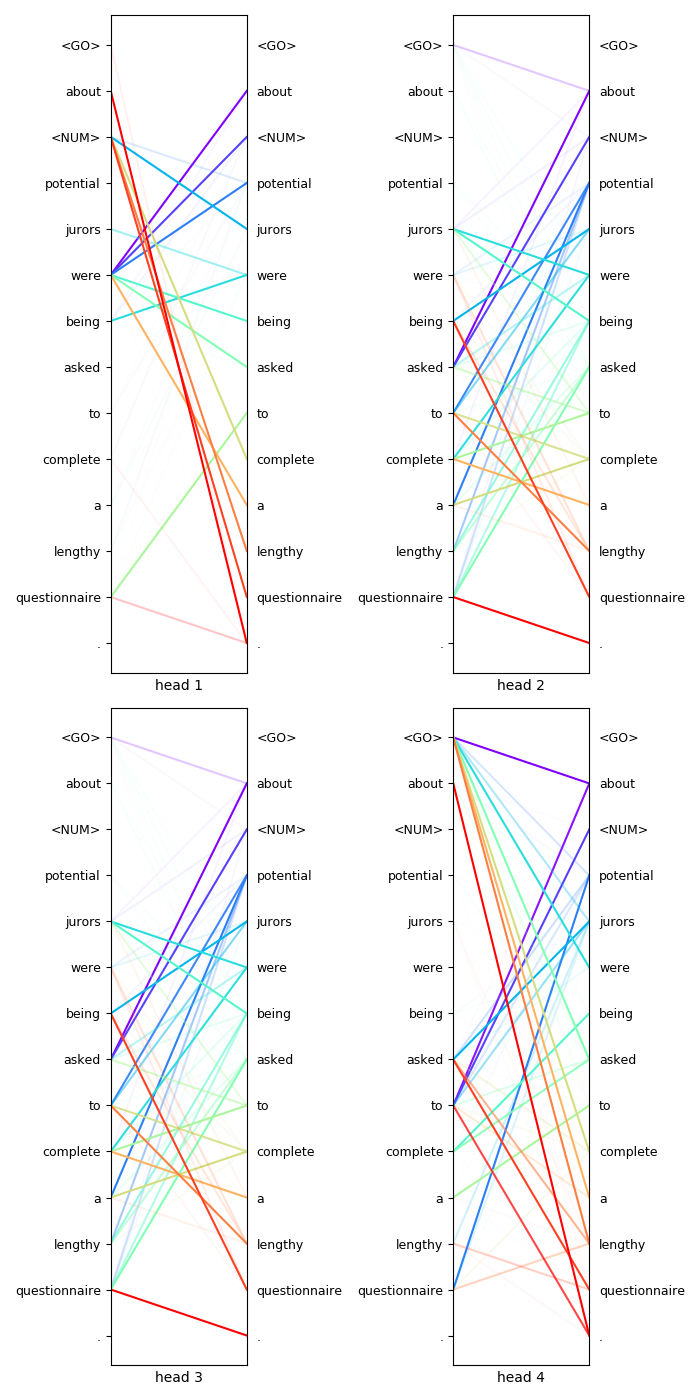 <GO> <GO>
about about
<NUM> <NUM>
potential potential
jurors jurors
were were
being being
asked asked
to to
complete complete
a a
lengthy lengthy
questionnaire questionnaire
. .
head 1
<GO> <GO>
about about
<NUM> <NUM>
potential potential
jurors jurors
were were
being being
asked asked
to to
complete complete
a a
lengthy lengthy
questionnaire questionnaire
. .
head 2
<GO> <GO>
about about
<NUM> <NUM>
potential potential
jurors jurors
were were
being being
asked asked
to to
complete complete
a a
lengthy lengthy
questionnaire questionnaire
. .
head 3
<GO> <GO>
about about
<NUM> <NUM>
potential potential
jurors jurors
were were
being being
asked asked
to to
complete complete
a a
lengthy lengthy
questionnaire questionnaire
. .
head 4